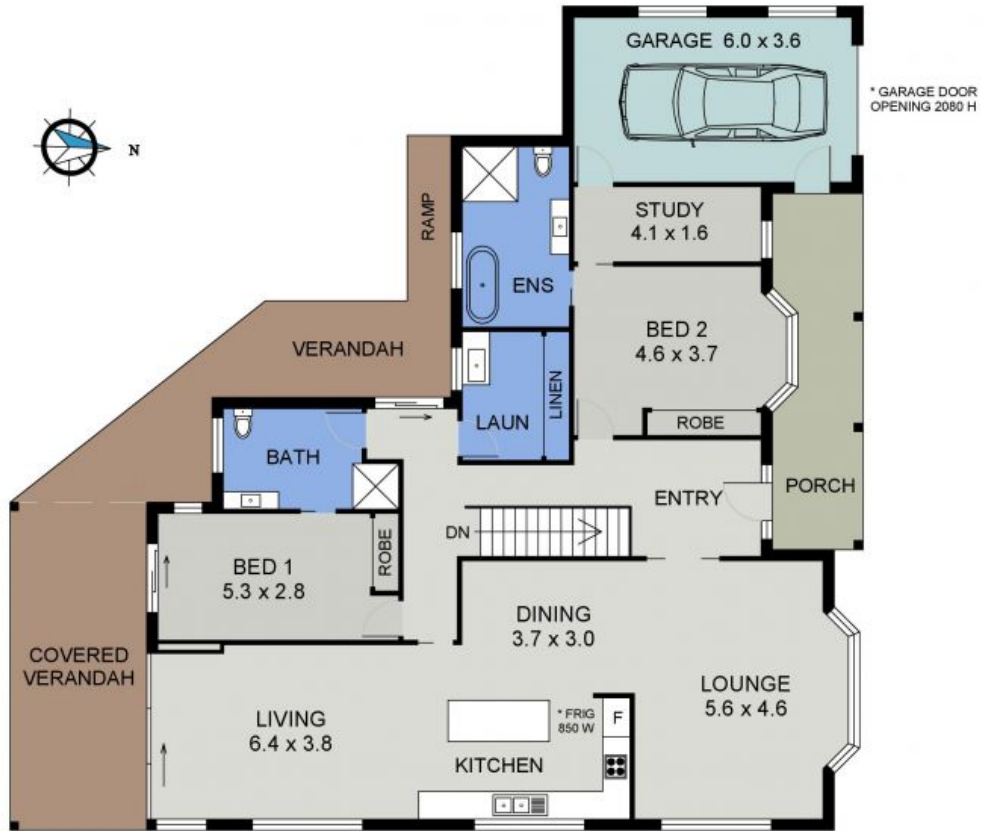 GARAGE 6.0 x 3.6
* GARAGE DOOR
OPENING 2080 H
N
RAMP
STUDY
4.1 x 1.6
ENS
BED 2
4.6 x 3.7
VERANDAH
LAUN
LINEN
ROBE
BATH
ENTRY
PORCH
DN
BED 1
5.3 x 2.8
ROBE
DINING
3.7 x 3.0
COVERED
VERANDAH
LOUNGE
5.6 x 4.6
LIVING
6.4 x 3.8
* FRIG
850 W
F
KITCHEN